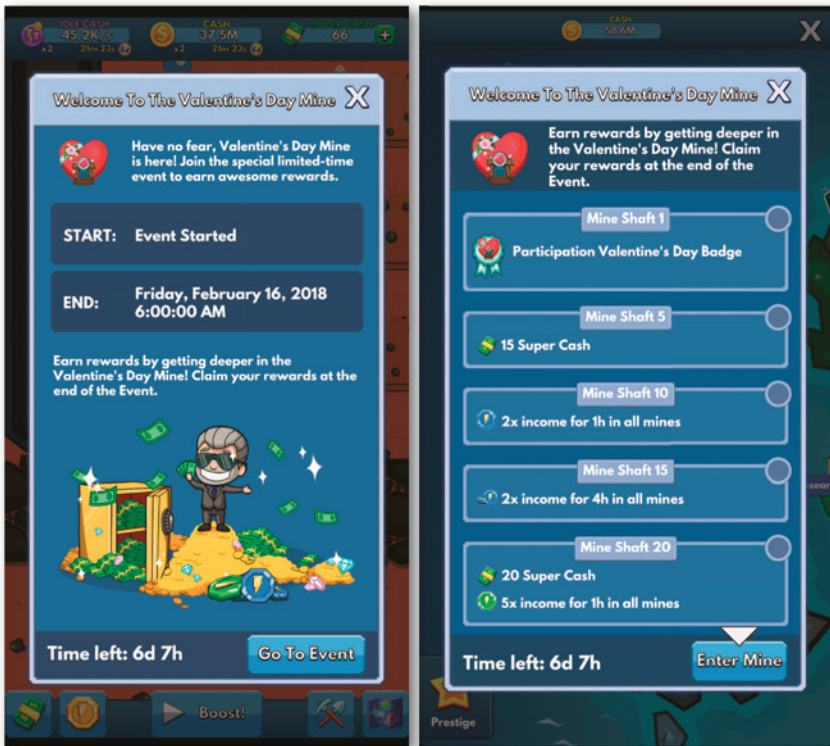 IDLE CASH
45.2K/s
x2 21m 23s
CASH
37.5M
x2 21m 23s
SUPER CASH
66
Welcome To The Valentine's Day Mine X
Have no fear, Valentine's Day Mine
is here! Join the special limited-time
event to earn awesome rewards.
START: Event Started
END: Friday, February 16, 2018
6:00:00 AM
Earn rewards by getting deeper in the
Valentine's Day Mine! Claim your rewards at the
end of the Event.
Time left: 6d 7h
Go To Event
Boost!
CASH
58.6M
X
Welcome To The Valentine's Day Mine X
Earn rewards by getting deeper in
the Valentine's Day Mine! Claim
your rewards at the end of the
Event.
Mine Shaft 1
Participation Valentine's Day Badge
Mine Shaft 5
15 Super Cash
Mine Shaft 10
2x income for 1h in all mines
Mine Shaft 15
2x income for 4h in all mines
Mine Shaft 20
20 Super Cash
5x income for 1h in all mines
Time left: 6d 7h
Enter Mine
Prestige